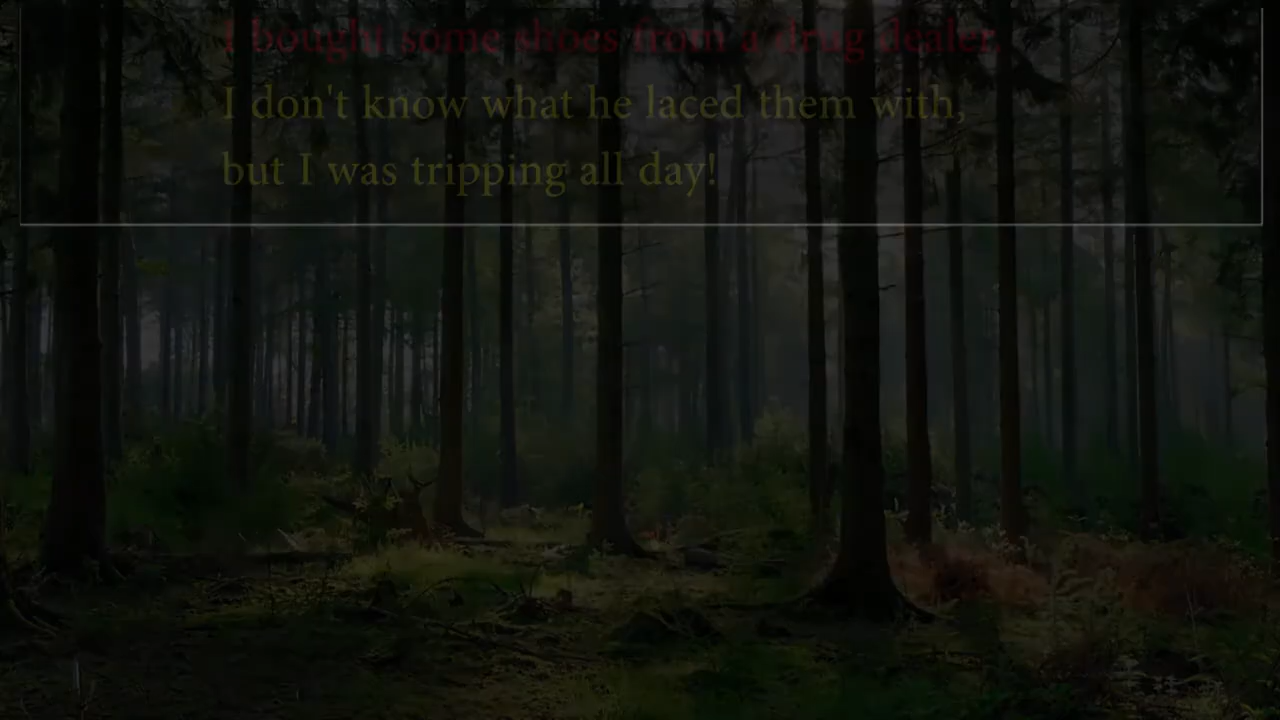 I bought some shoes from a drug dealer.
I don't know what he laced them with,
but I was tripping all day!